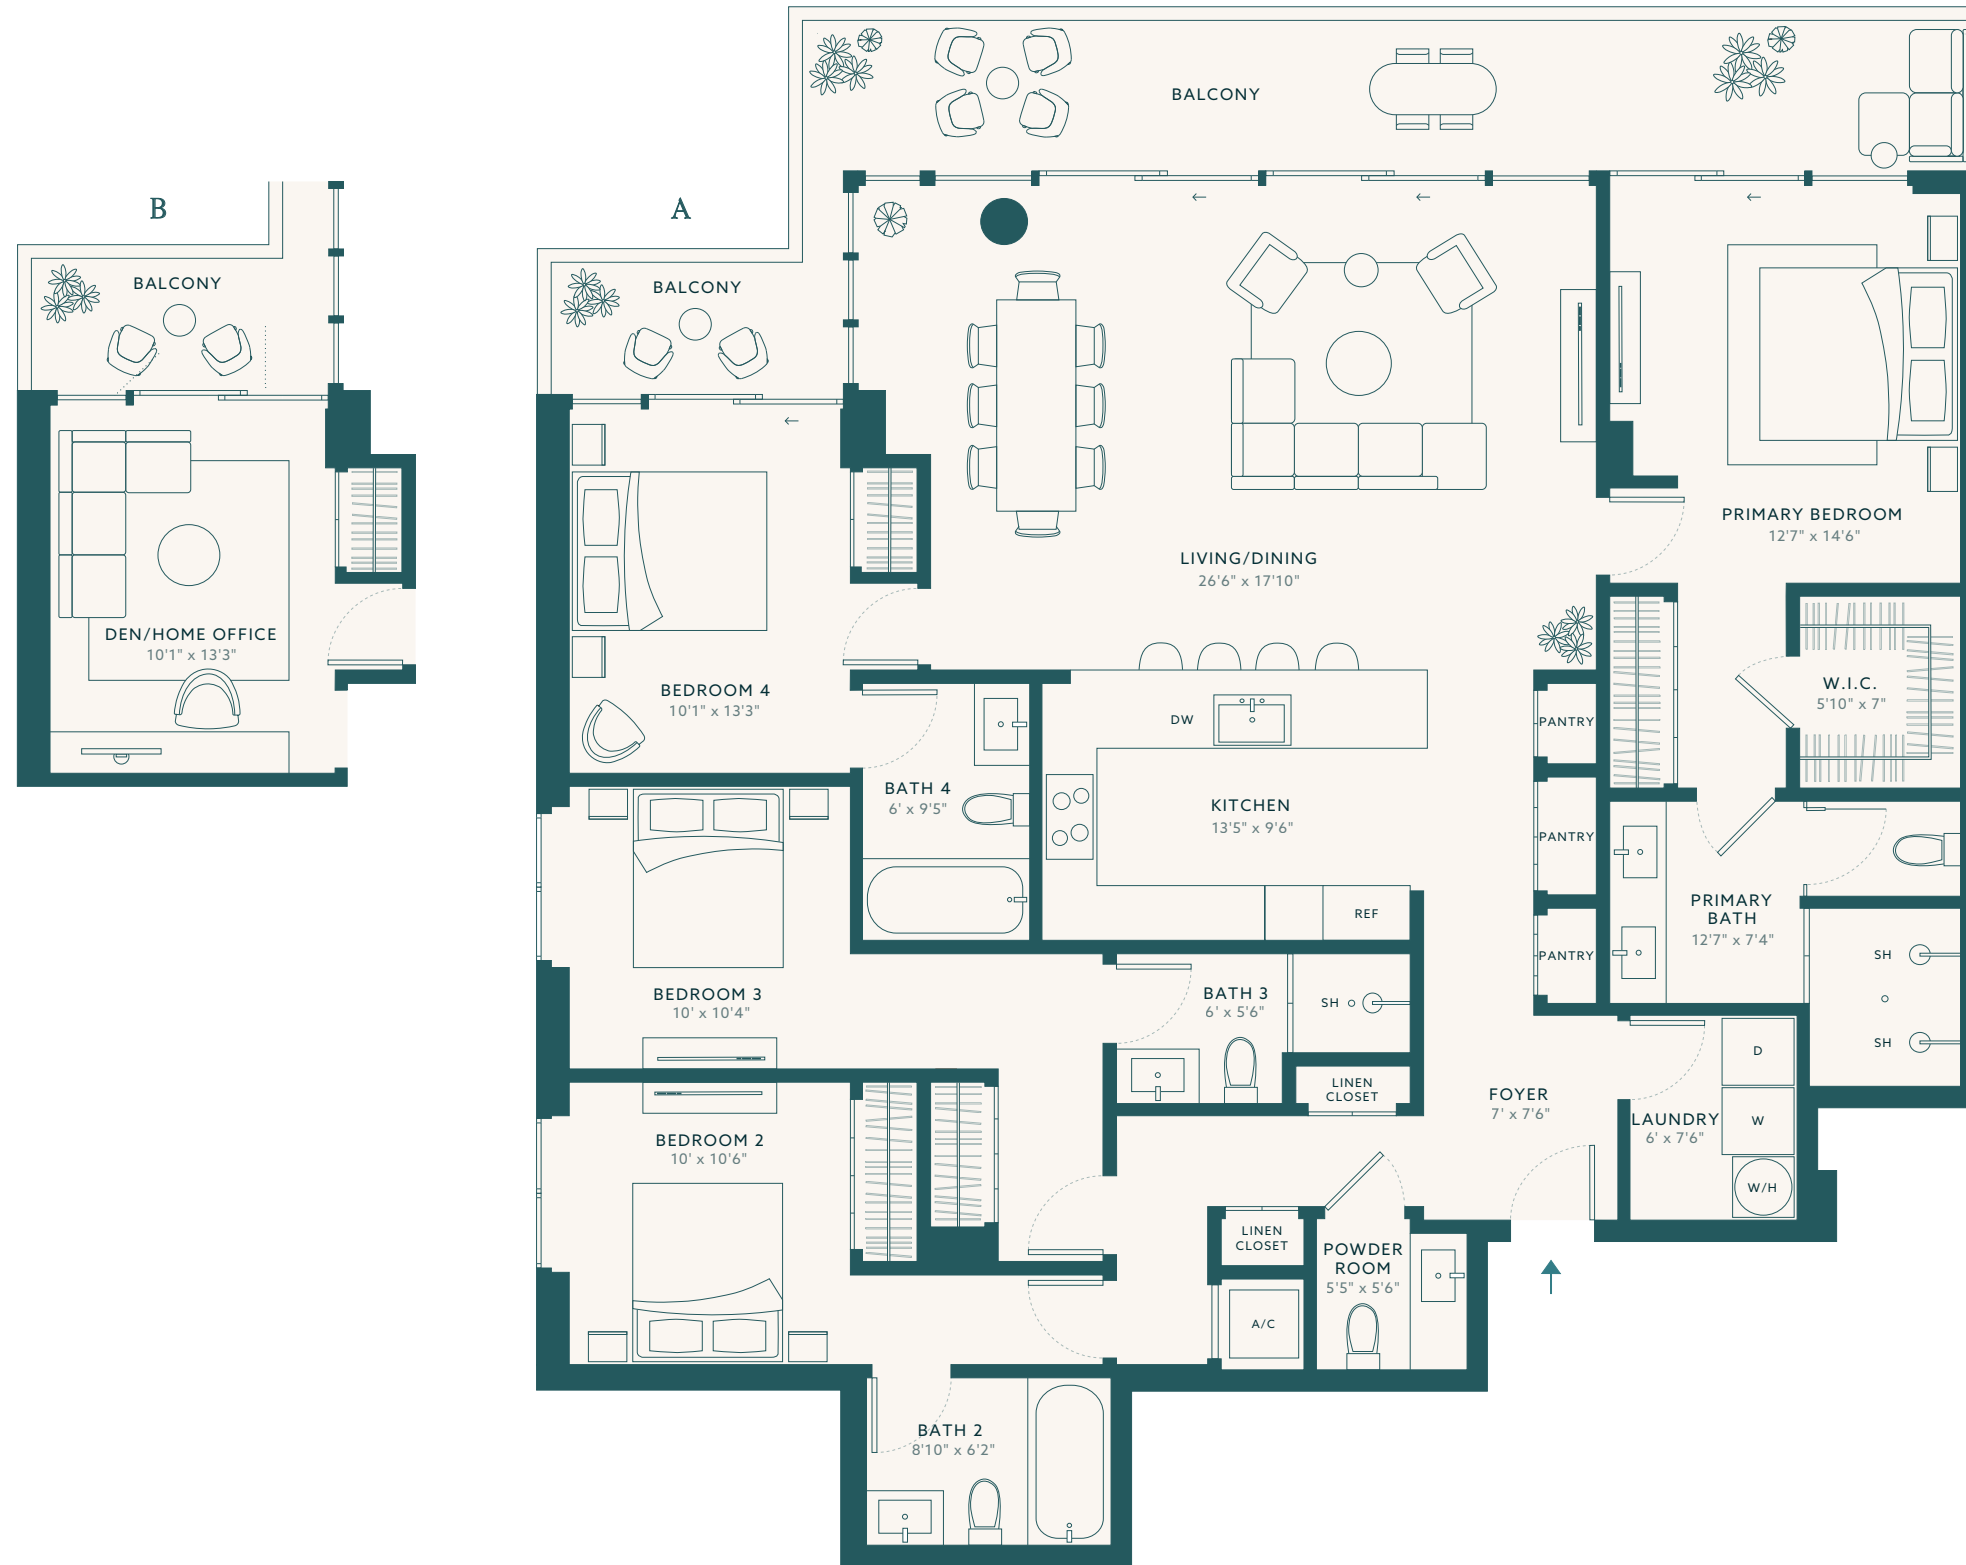 B
BALCONY
DEN/HOME OFFICE
10'1" x 13'3"
A
BALCONY
BALCONY
LIVING/DINING
26'6" x 17'10"
PRIMARY BEDROOM
12'7" x 14'6"
W.I.C.
5'10" x 7"
BEDROOM 4
10'1" x 13'3"
BATH 4
6' x 9'5"
DW
KITCHEN
13'5" x 9'6"
REF
PANTRY
PANTRY
PANTRY
PRIMARY
BATH
12'7" x 7'4"
SH
SH
BEDROOM 3
10' x 10'4"
BATH 3
6' x 5'6"
SH
LINEN
CLOSET
FOYER
7' x 7'6"
LAUNDRY
6' x 7'6"
D
W
W/H
BEDROOM 2
10' x 10'6"
LINEN
CLOSET
A/C
POWDER
ROOM
5'5" x 5'6"
BATH 2
8'10" x 6'2"